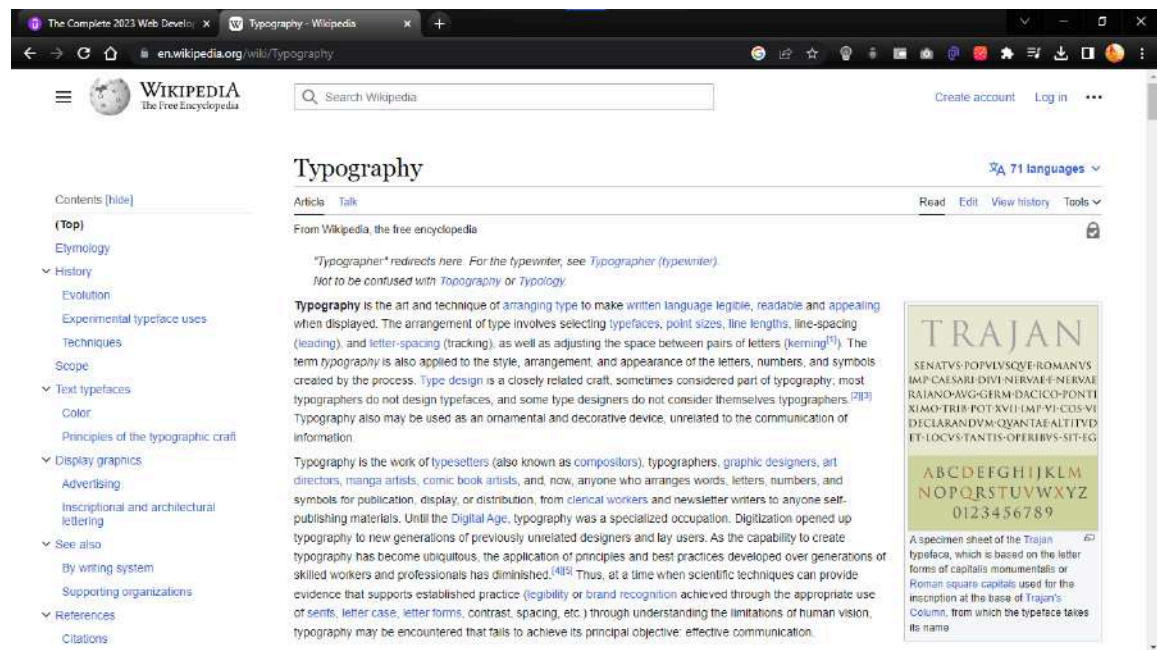 The Complete 2023 Web Develop
Typography - Wikipedia
en.wikipedia.org/wiki/Typography
WIKIPEDIA
The Free Encyclopedia
Search Wikipedia
Create account Log in
Typography
71 languages
Contents [hide]
(Top)
Etymology
History
Evolution
Experimental typeface uses
Techniques
Scope
Text typefaces
Color
Principles of the typographic craft
Display graphics
Advertising
Inscriptional and architectural
lettering
See also
By writing system
Supporting organizations
References
Citations
Article Talk
Read Edit View history Tools
From Wikipedia, the free encyclopedia
"Typographer" redirects here. For the typewriter, see Typographer (typewriter).
Not to be confused with Topography or Typology.
Typography is the art and technique of arranging type to make written language legible, readable and appealing
when displayed. The arrangement of type involves selecting typefaces, point sizes, line lengths, line-spacing
(leading), and letter-spacing (tracking), as well as adjusting the space between pairs of letters (kerning[1]). The
term typography is also applied to the style, arrangement, and appearance of the letters, numbers, and symbols
created by the process. Type design is a closely related craft, sometimes considered part of typography; most
typographers do not design typefaces, and some type designers do not consider themselves typographers.[2][3]
Typography also may be used as an ornamental and decorative device, unrelated to the communication of
information.
Typography is the work of typesetters (also known as compositors), typographers, graphic designers, art
directors, manga artists, comic book artists, and, now, anyone who arranges words, letters, numbers, and
symbols for publication, display, or distribution, from clerical workers and newsletter writers to anyone self-
publishing materials. Until the Digital Age, typography was a specialized occupation. Digitization opened up
typography to new generations of previously unrelated designers and lay users. As the capability to create
typography has become ubiquitous, the application of principles and best practices developed over generations of
skilled workers and professionals has diminished.[4][5] Thus, at a time when scientific techniques can provide
evidence that supports established practice (legibility or brand recognition achieved through the appropriate use
of serifs, letter case, letter forms, contrast, spacing, etc.) through understanding the limitations of human vision,
typography may be encountered that fails to achieve its principal objective: effective communication.
TRAJAN
SENATVS·POPVLVSQVE·ROMANVS
IMP·CAESARI·DIVI·NERVAE·F·NERVAE
RAIANO·AVG·GERM·DACICO·PONTI
XIMO·TRIB·POT·XVII·IMP·VI·COS·VI
DECLARANDVM·QVANTAE·ALTITVD
ET·LOCVS·TANTIS·OPERIBVS·SIT·EG
ABCDEFGHIJKLM
NOPQRSTUVWXYZ
0123456789
A specimen sheet of the Trajan
typeface, which is based on the letter
forms of capitalis monumentalis or
Roman square capitals used for the
inscription at the base of Trajan's
Column, from which the typeface takes
its name